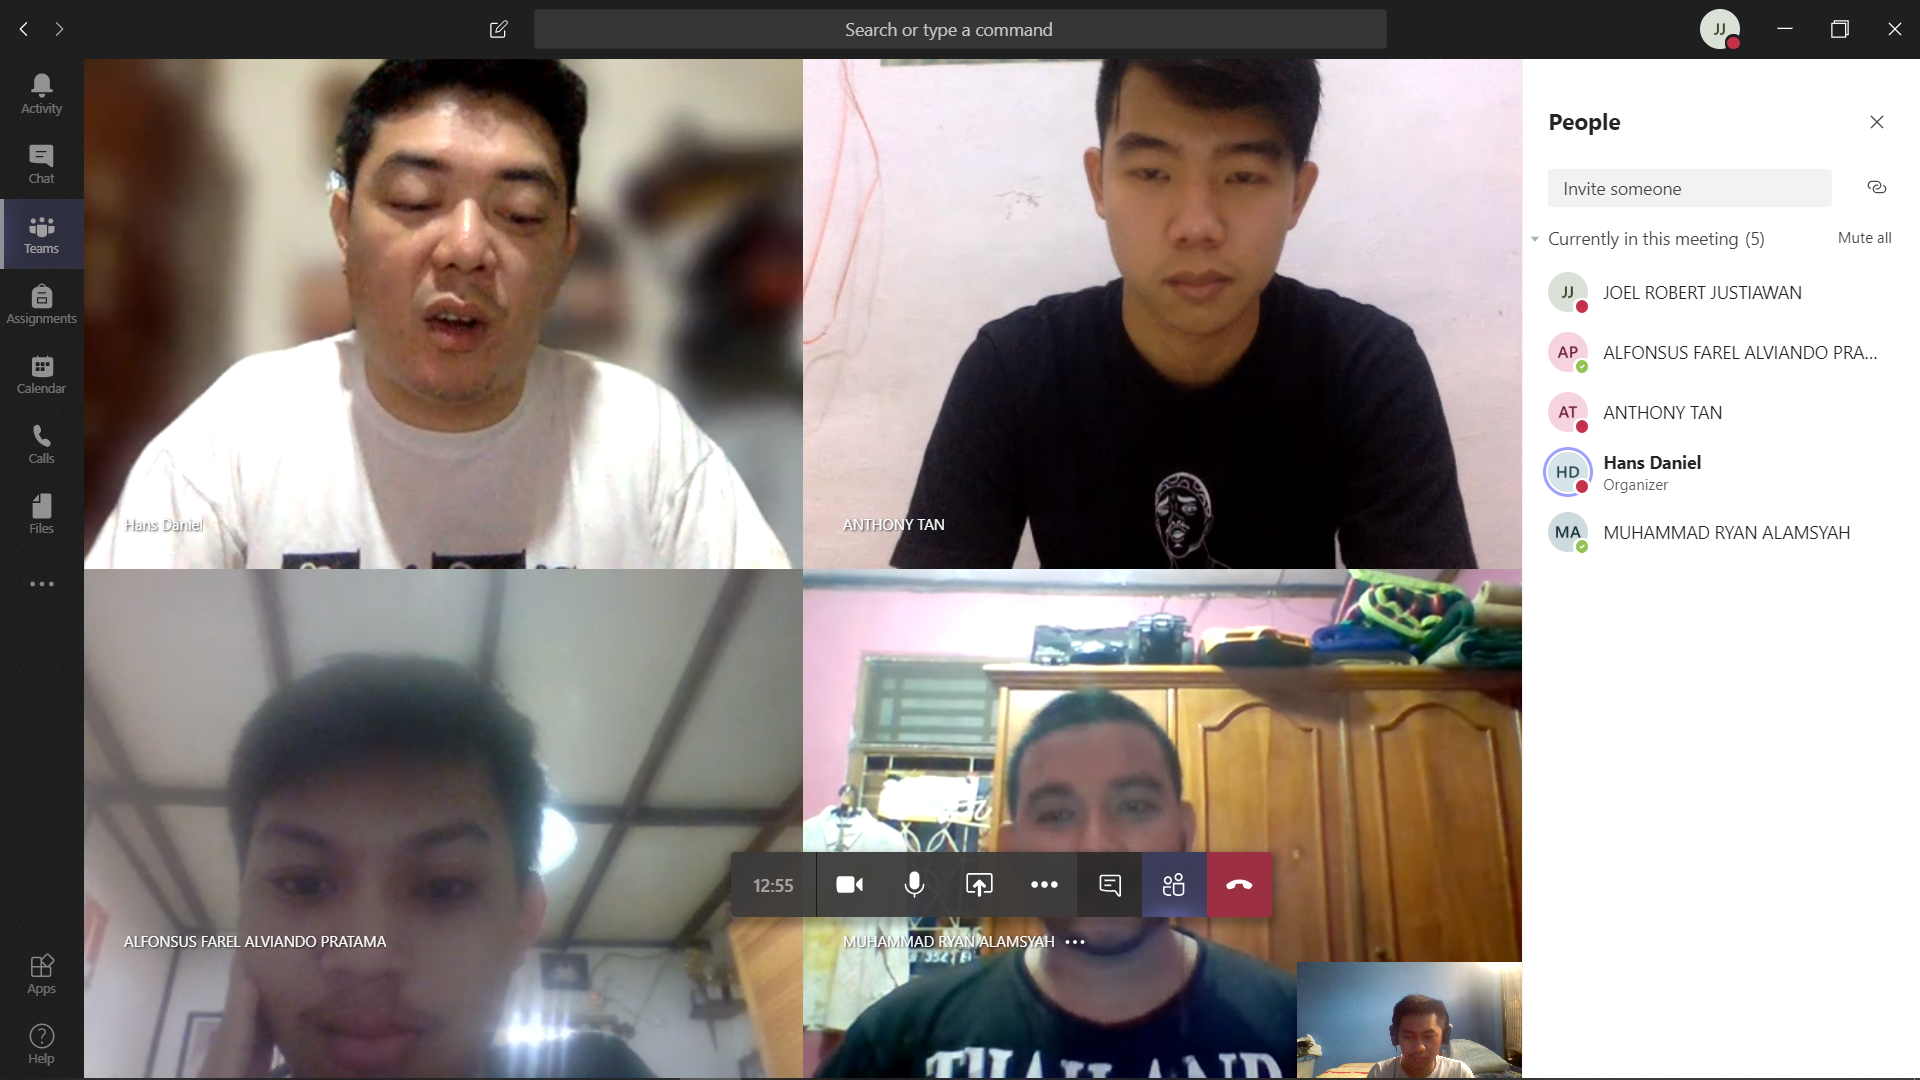 Search or type a command
JJ
Activity
Chat
Teams
Assignments
Calendar
Calls
Files
Apps
Help
Hans Daniel
ANTHONY TAN
ALFONSUS FAREL ALVIANDO PRATAMA
MUHAMMAD RYAN ALAMSYAH
THAILAND
12:55
People
Invite someone
Currently in this meeting (5)
Mute all
JJ
JOEL ROBERT JUSTIAWAN
AP
ALFONSUS FAREL ALVIANDO PRA...
AT
ANTHONY TAN
HD
Hans Daniel
Organizer
MA
MUHAMMAD RYAN ALAMSYAH